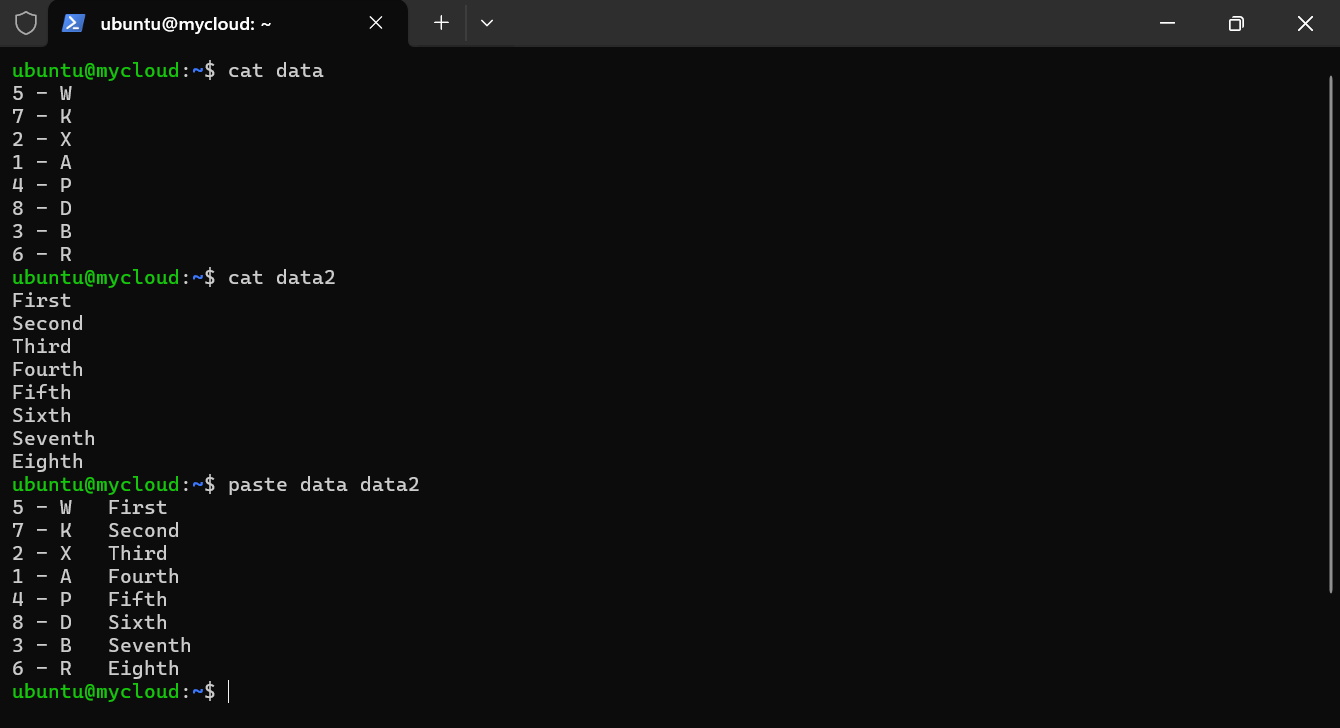 ubuntu@mycloud: ~
ubuntu@mycloud:~$ cat data
5 - W
7 - K
2 - X
1 - A
4 - P
8 - D
3 - B
6 - R
ubuntu@mycloud:~$ cat data2
First
Second
Third
Fourth
Fifth
Sixth
Seventh
Eighth
ubuntu@mycloud:~$ paste data data2
5 - W   First
7 - K   Second
2 - X   Third
1 - A   Fourth
4 - P   Fifth
8 - D   Sixth
3 - B   Seventh
6 - R   Eighth
ubuntu@mycloud:~$